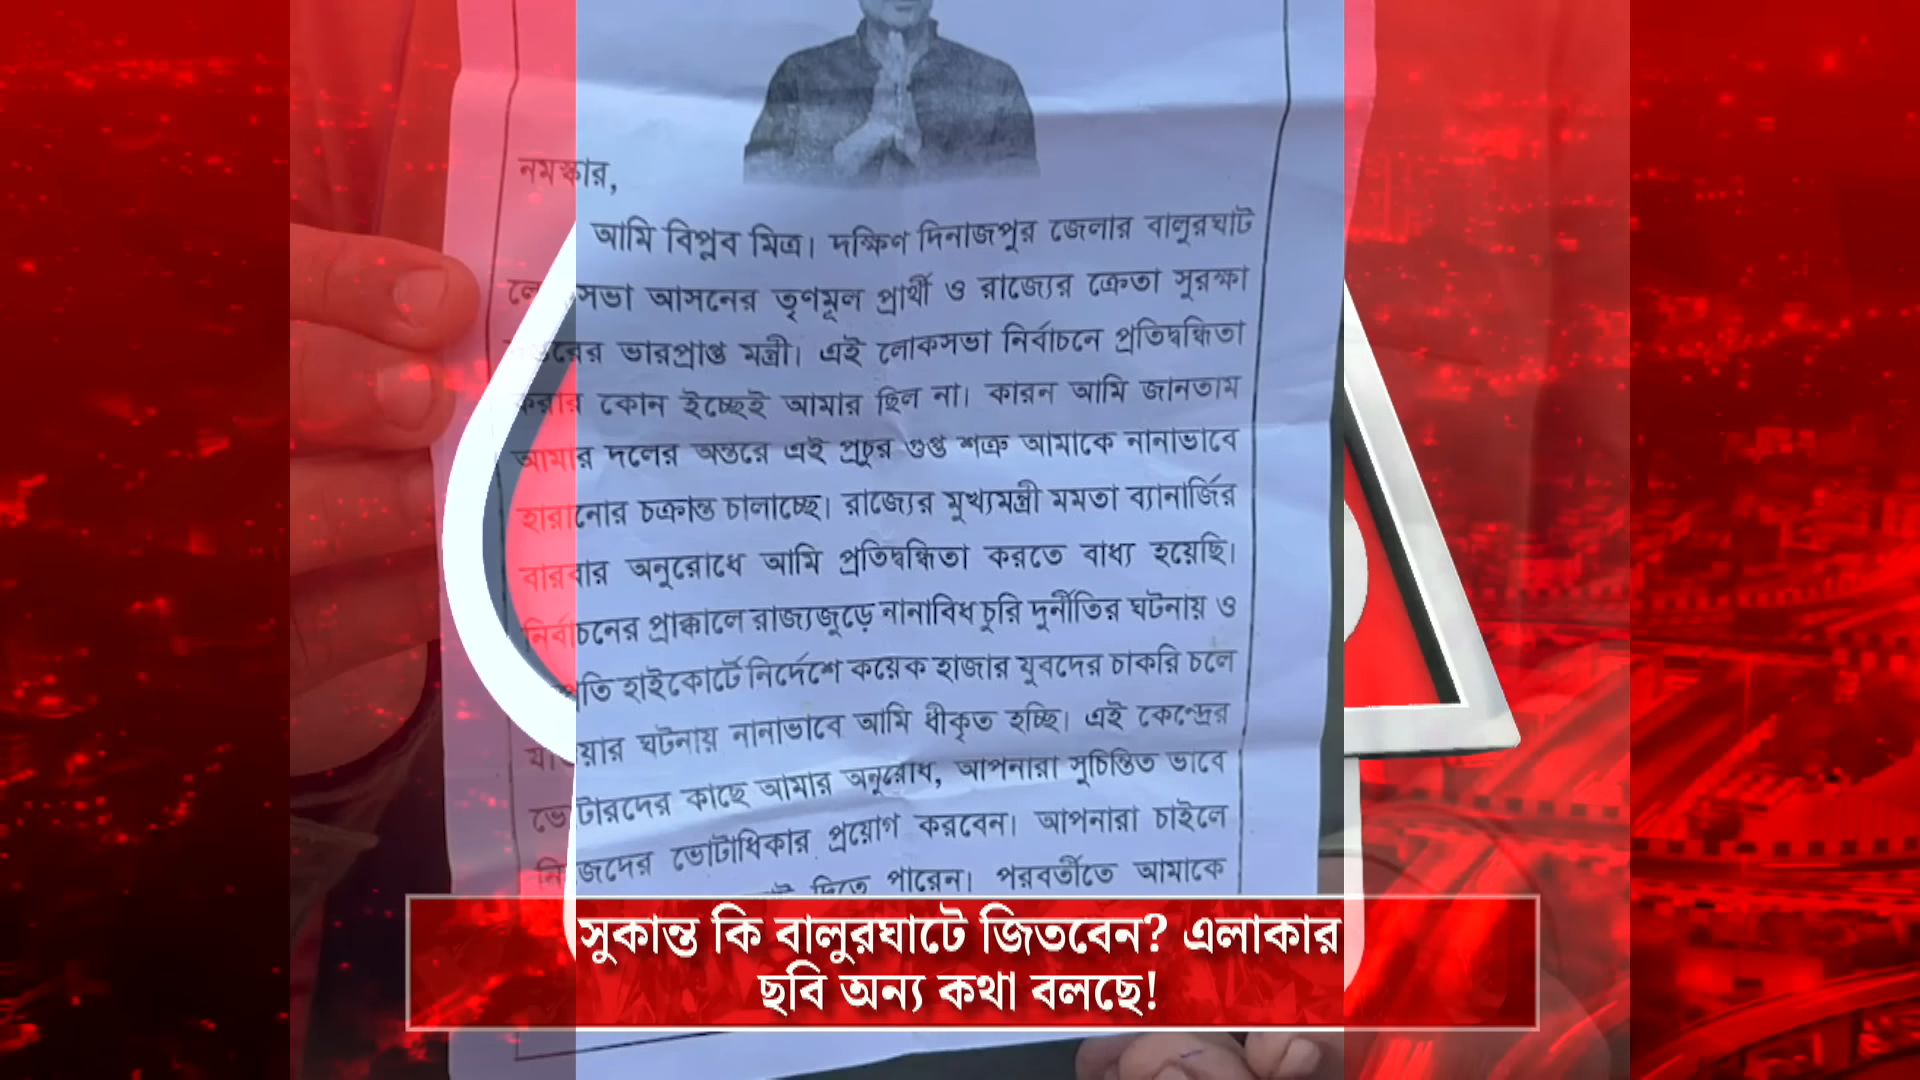 নমস্কার,
আমি বিপ্লব মিত্র। দক্ষিণ দিনাজপুর জেলার বালুরঘাট
লোকসভা আসনের তৃণমূল প্রার্থী ও রাজ্যের ক্রেতা সুরক্ষা
দপ্তরের ভারপ্রাপ্ত মন্ত্রী। এই লোকসভা নির্বাচনে প্রতিদ্বন্ধিতা
করার কোন ইচ্ছেই আমার ছিল না। কারন আমি জানতাম
আমার দলের অন্তরে এই প্রচুর গুপ্ত শত্রু আমাকে নানাভাবে
হারানোর চক্রান্ত চালাচ্ছে। রাজ্যের মুখ্যমন্ত্রী মমতা ব্যানার্জির
বারবার অনুরোধে আমি প্রতিদ্বন্ধিতা করতে বাধ্য হয়েছি।
নির্বাচনের প্রাক্কালে রাজ্যজুড়ে নানাবিধ চুরি দুর্নীতির ঘটনায় ও
হাইকোর্টে নির্দেশে কয়েক হাজার যুবদের চাকরি চলে
যাওয়ার ঘটনায় নানাভাবে আমি ধীকৃত হচ্ছি। এই কেন্দ্রের
ভোটারদের কাছে আমার অনুরোধ, আপনারা সুচিন্তিত ভাবে
নিজেদের ভোটাধিকার প্রয়োগ করবেন। আপনারা চাইলে
দিতে পারেন। পরবর্তীতে আমাকে
সুকান্ত কি বালুরঘাটে জিতবেন? এলাকার
ছবি অন্য কথা বলছে!